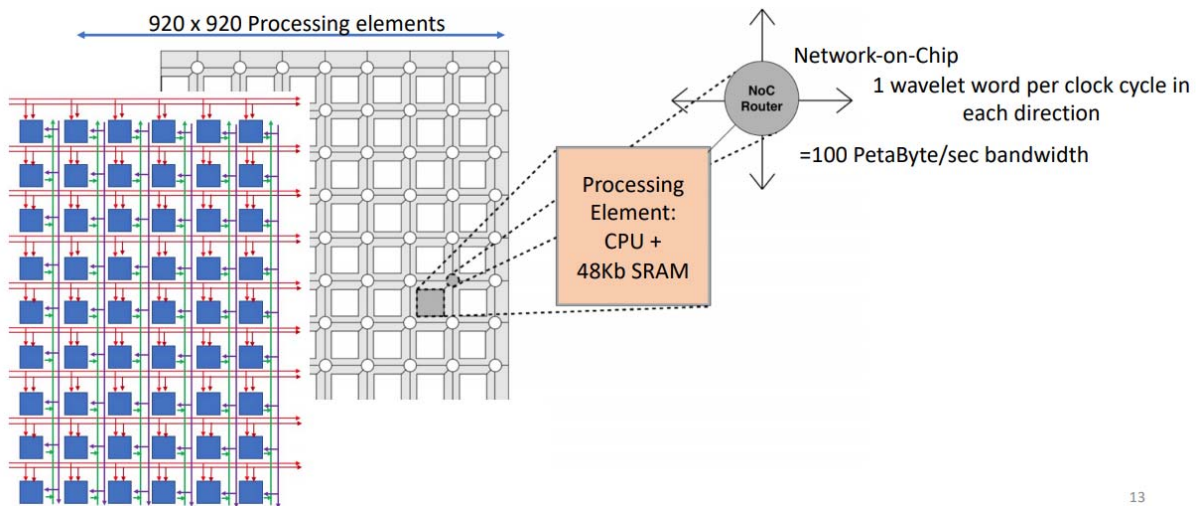 920 x 920 Processing elements
NoC
Router
Network-on-Chip
1 wavelet word per clock cycle in
each direction
=100 PetaByte/sec bandwidth
Processing
Element:
CPU +
48Kb SRAM
13